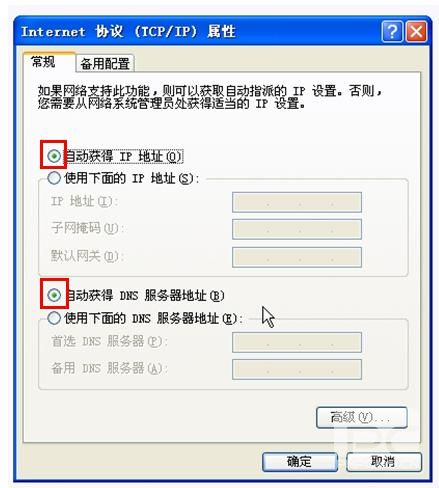 Internet 协议 (TCP/IP) 属性
常规 备用配置
如果网络支持此功能，则可以获取自动指派的 IP 设置。否则，
您需要从网络系统管理员处获得适当的 IP 设置。
自动获得 IP 地址(O)
使用下面的 IP 地址(S):
IP 地址(I):
子网掩码(U):
默认网关(D):
自动获得 DNS 服务器地址(B)
使用下面的 DNS 服务器地址(E):
首选 DNS 服务器(P):
备用 DNS 服务器(A):
高级(V)...
确定 取消